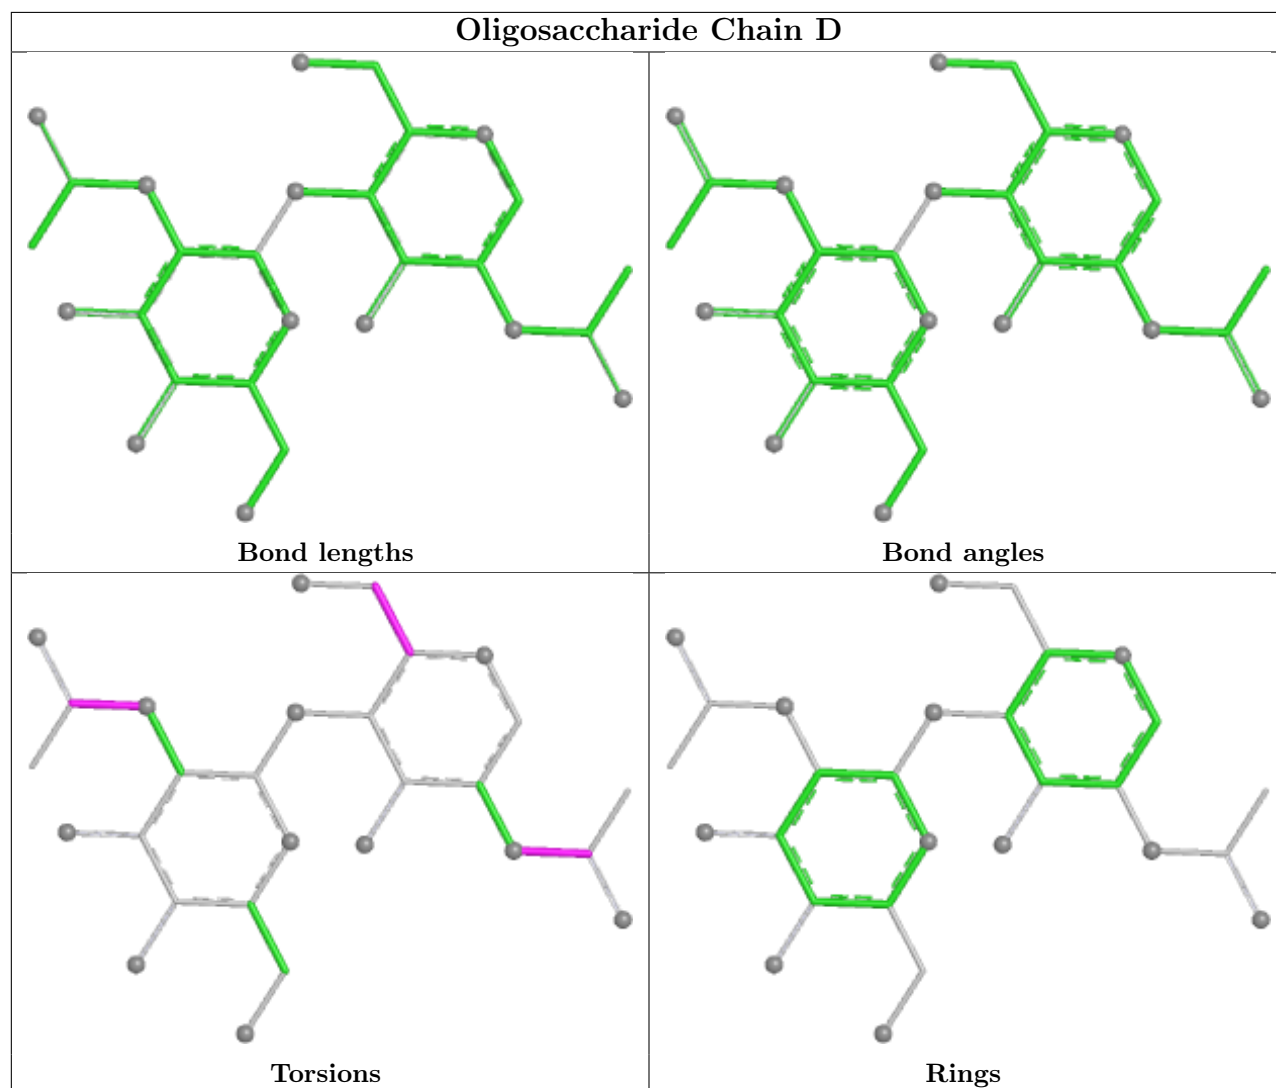 Oligosaccharide Chain D
Bond lengths
Bond angles
Torsions
Rings